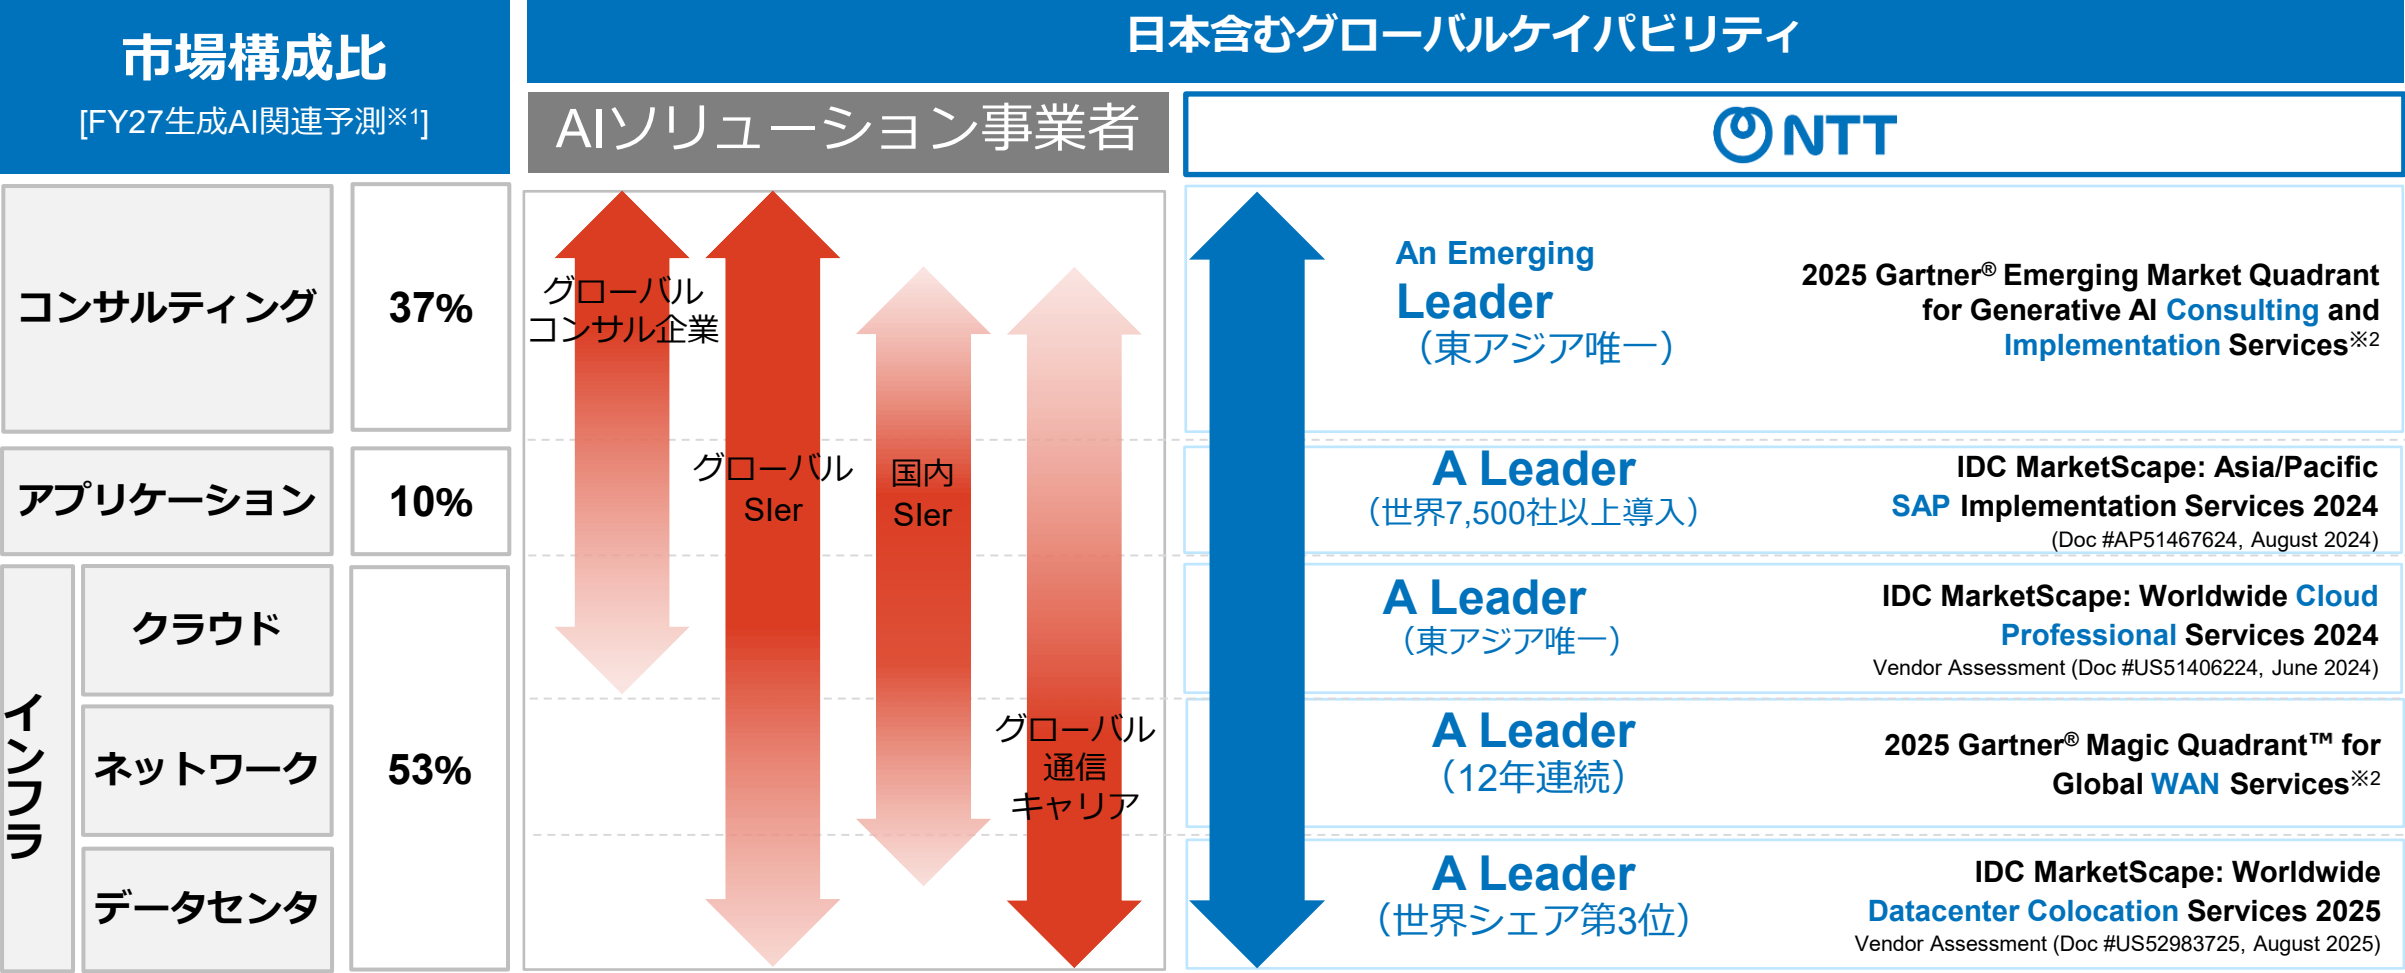 市場構成比
[FY27生成AI関連予測※1]
日本含むグローバルケイパビリティ
AIソリューション事業者
NTT
コンサルティング
37%
アプリケーション
10%
インフラ
クラウド
ネットワーク
データセンタ
53%
グローバル
コンサル企業
グローバル
SIer
国内
SIer
グローバル
通信
キャリア
An Emerging
Leader
（東アジア唯一）
2025 Gartner® Emerging Market Quadrant
for Generative AI Consulting and
Implementation Services※2
A Leader
（世界7,500社以上導入）
IDC MarketScape: Asia/Pacific
SAP Implementation Services 2024
(Doc #AP51467624, August 2024)
A Leader
（東アジア唯一）
IDC MarketScape: Worldwide Cloud
Professional Services 2024
Vendor Assessment (Doc #US51406224, June 2024)
A Leader
（12年連続）
2025 Gartner® Magic Quadrant™ for
Global WAN Services※2
A Leader
（世界シェア第3位）
IDC MarketScape: Worldwide
Datacenter Colocation Services 2025
Vendor Assessment (Doc #US52983725, August 2025)